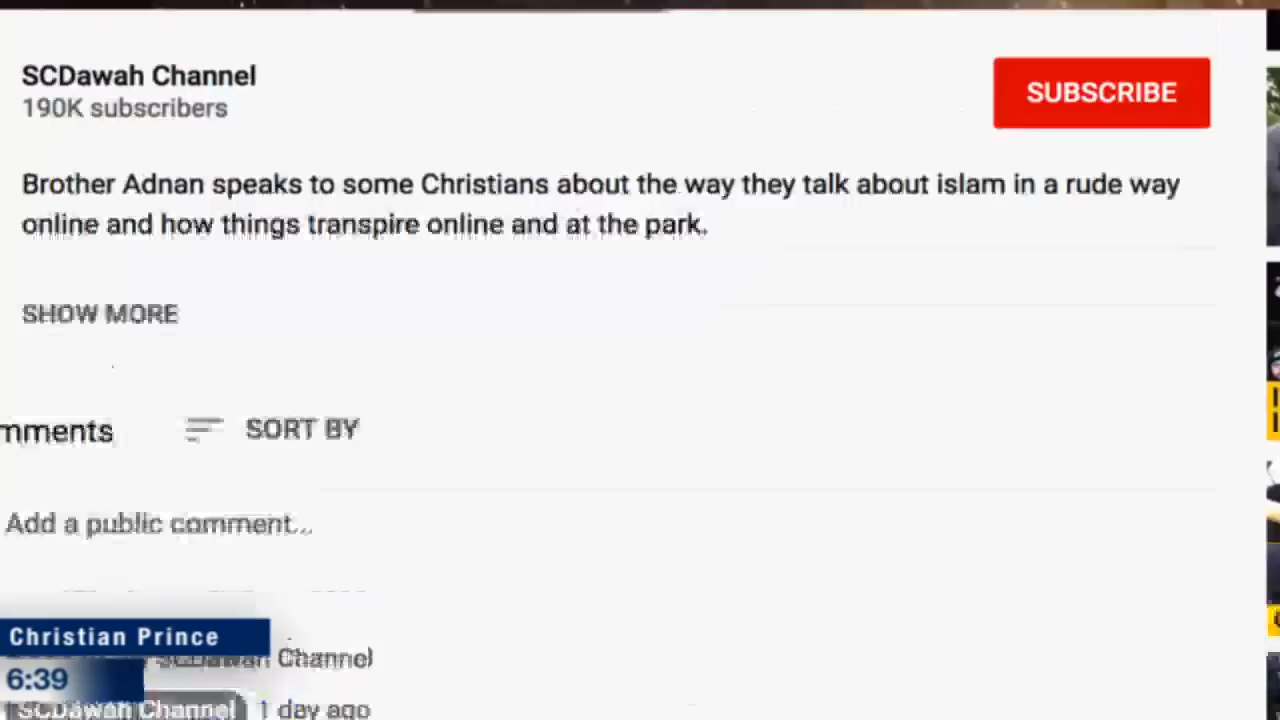 SCDawah Channel
190K subscribers
SUBSCRIBE
Brother Adnan speaks to some Christians about the way they talk about islam in a rude way
online and how things transpire online and at the park.
SHOW MORE
mments
SORT BY
Add a public comment...
Christian Prince
SCDawah Channel
6:39
SCDawah Channel 1 day ago